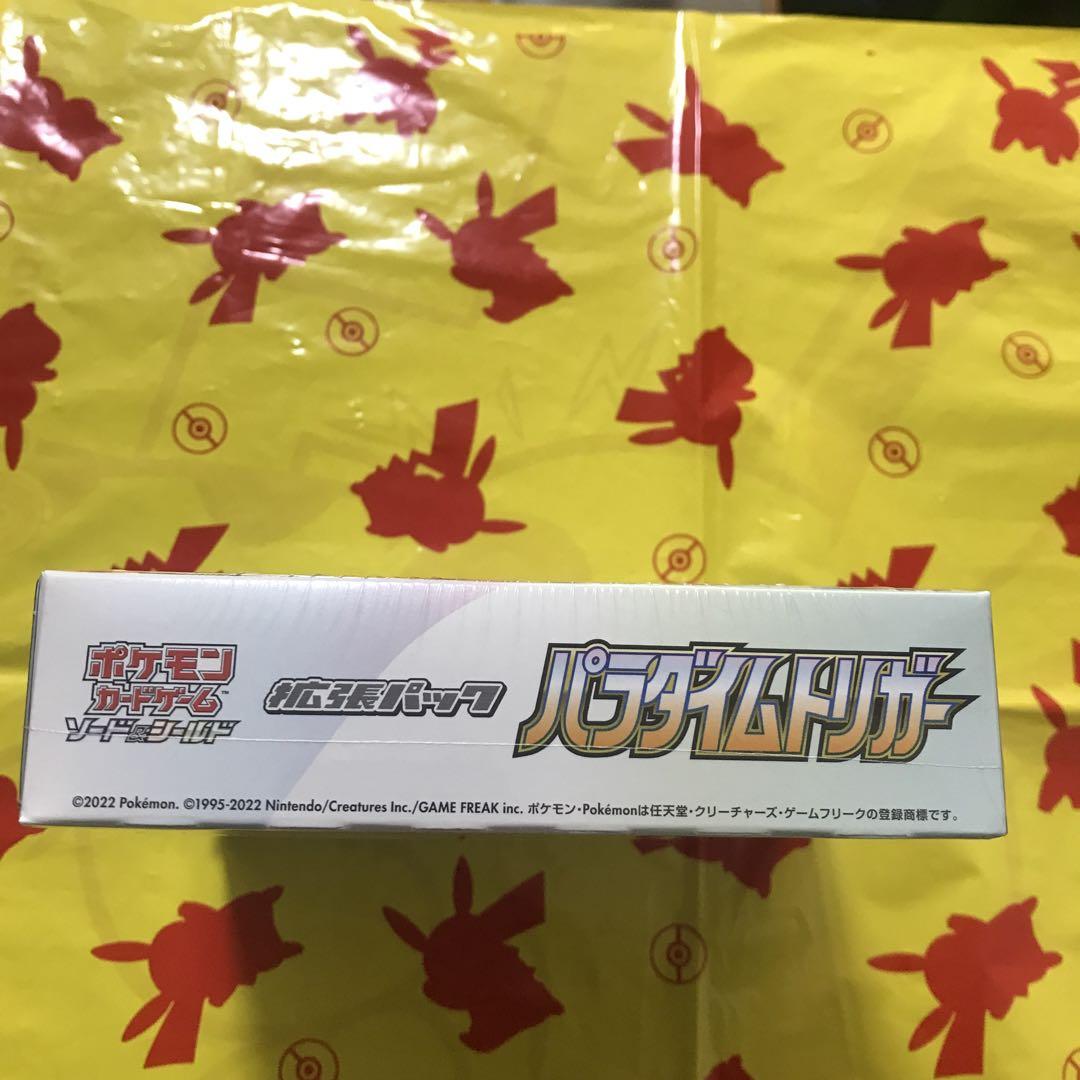 ポケモン
カードゲーム™
ソード&シールド
拡張パック
パラダイムトリガー
©2022 Pokémon. ©1995-2022 Nintendo/Creatures Inc./GAME FREAK inc. ポケモン・Pokémonは任天堂・クリーチャーズ・ゲームフリークの登録商標です。